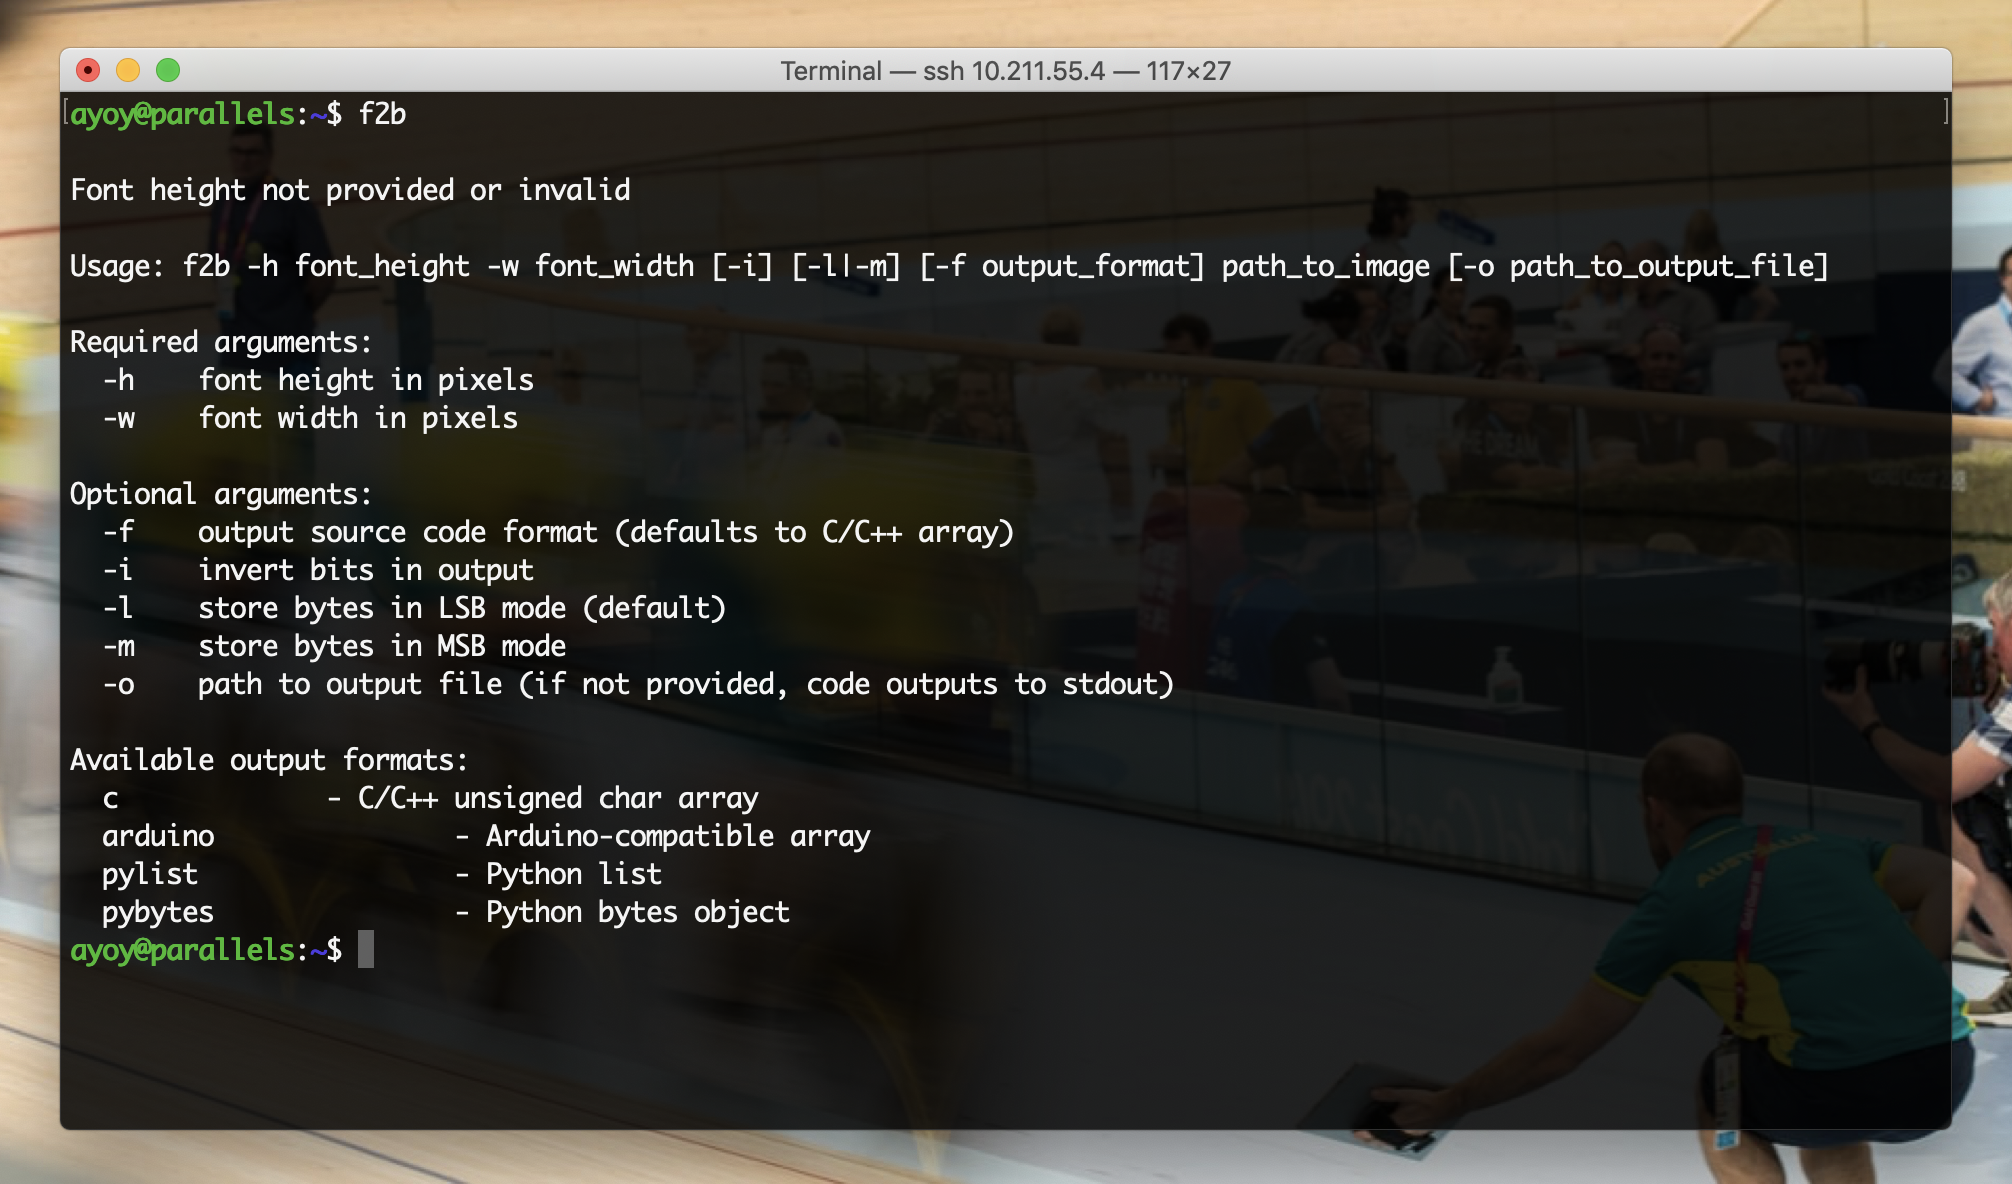 Terminal — ssh 10.211.55.4 — 117×27
[ayoy@parallels:~$ f2b ]
Font height not provided or invalid
Usage: f2b -h font_height -w font_width [-i] [-l|-m] [-f output_format] path_to_image [-o path_to_output_file]
Required arguments:
-h font height in pixels
-w font width in pixels
Optional arguments:
-f output source code format (defaults to C/C++ array)
-i invert bits in output
-l store bytes in LSB mode (default)
-m store bytes in MSB mode
-o path to output file (if not provided, code outputs to stdout)
Available output formats:
c - C/C++ unsigned char array
arduino - Arduino-compatible array
pylist - Python list
pybytes - Python bytes object
ayoy@parallels:~$
AUSTRALIA